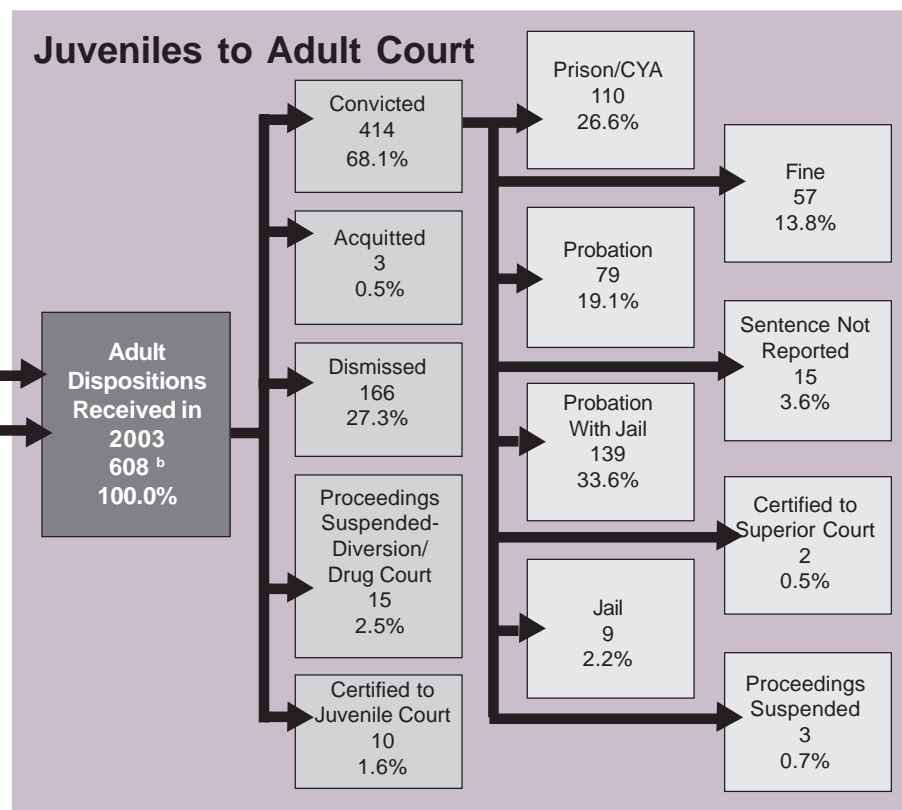 Juveniles to Adult Court
Adult
Dispositions
Received in
2003
608 ᵇ
100.0%
Convicted
414
68.1%
Acquitted
3
0.5%
Dismissed
166
27.3%
Proceedings
Suspended-
Diversion/
Drug Court
15
2.5%
Certified to
Juvenile Court
10
1.6%
Prison/CYA
110
26.6%
Fine
57
13.8%
Probation
79
19.1%
Sentence Not
Reported
15
3.6%
Probation
With Jail
139
33.6%
Certified to
Superior Court
2
0.5%
Jail
9
2.2%
Proceedings
Suspended
3
0.7%